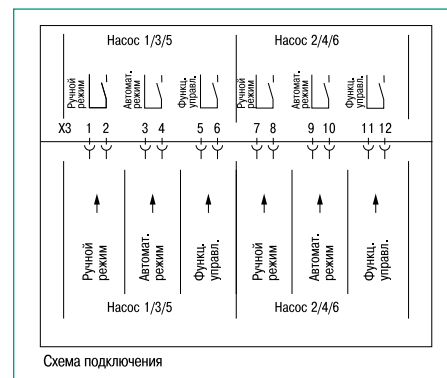 Насос 1/3/5 Насос 2/4/6
Ручной
режим
Автомат.
режим
Функц.
управл.
Ручной
режим
Автомат.
режим
Функц.
управл.
X3 1 2 3 4 5 6 7 8 9 10 11 12
Ручной
режим
Автомат.
режим
Функц.
управл.
Ручной
режим
Автомат.
режим
Функц.
управл.
Насос 1/3/5 Насос 2/4/6
Схема подключения